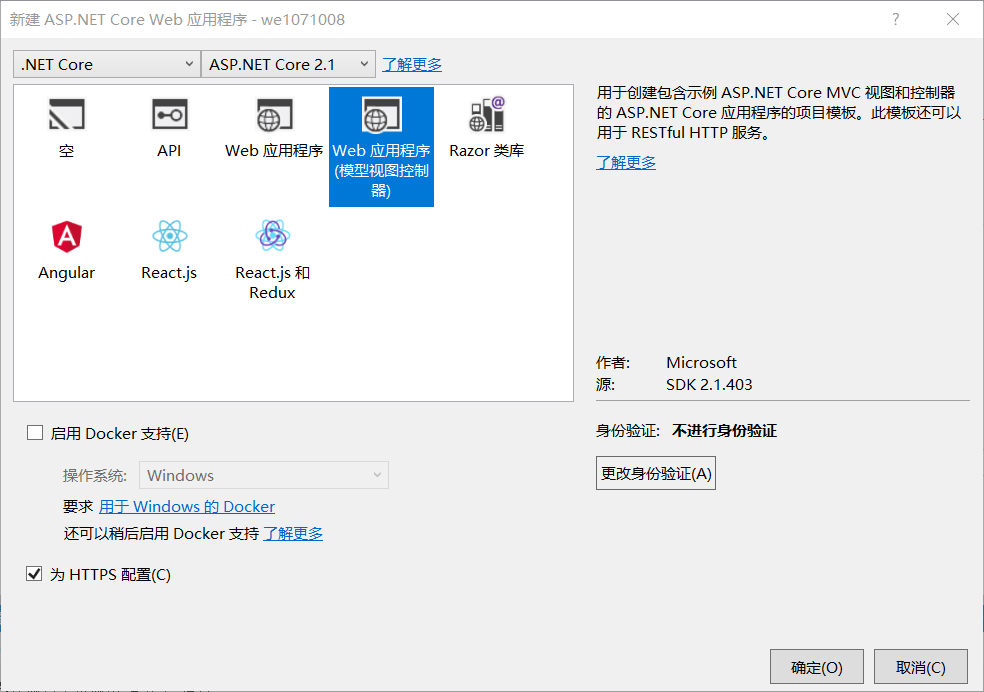 新建 ASP.NET Core Web 应用程序 - we1071008
.NET Core
ASP.NET Core 2.1
了解更多
空
API
Web 应用程序
Web 应用程序
(模型视图控制
器)
Razor 类库
Angular
React.js
React.js 和
Redux
用于创建包含示例 ASP.NET Core MVC 视图和控制器
的 ASP.NET Core 应用程序的项目模板。此模板还可以
用于 RESTful HTTP 服务。
了解更多
作者: Microsoft
源: SDK 2.1.403
身份验证: 不进行身份验证
更改身份验证(A)
启用 Docker 支持(E)
操作系统: Windows
要求 用于 Windows 的 Docker
还可以稍后启用 Docker 支持 了解更多
为 HTTPS 配置(C)
确定(O)
取消(C)